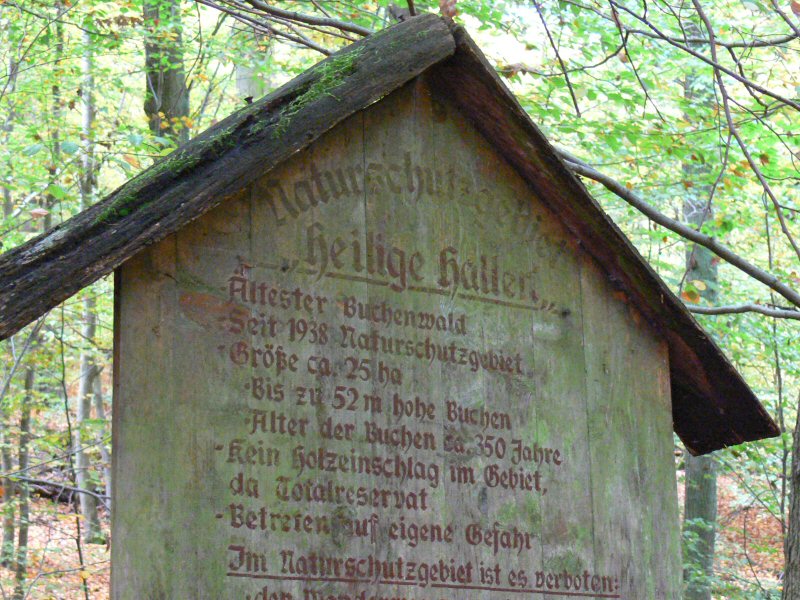 Naturschutzgebiet
„Heilige Hallen“
-Ältester Buchenwald
-Seit 1938 Naturschutzgebiet
-Größe ca. 25 ha
-Bis zu 52 m hohe Buchen
-Alter der Buchen ca. 350 Jahre
-Kein Holzeinschlag im Gebiet,
da Totalreservat
-Betreten auf eigene Gefahr
Im Naturschutzgebiet ist es verboten:
-den